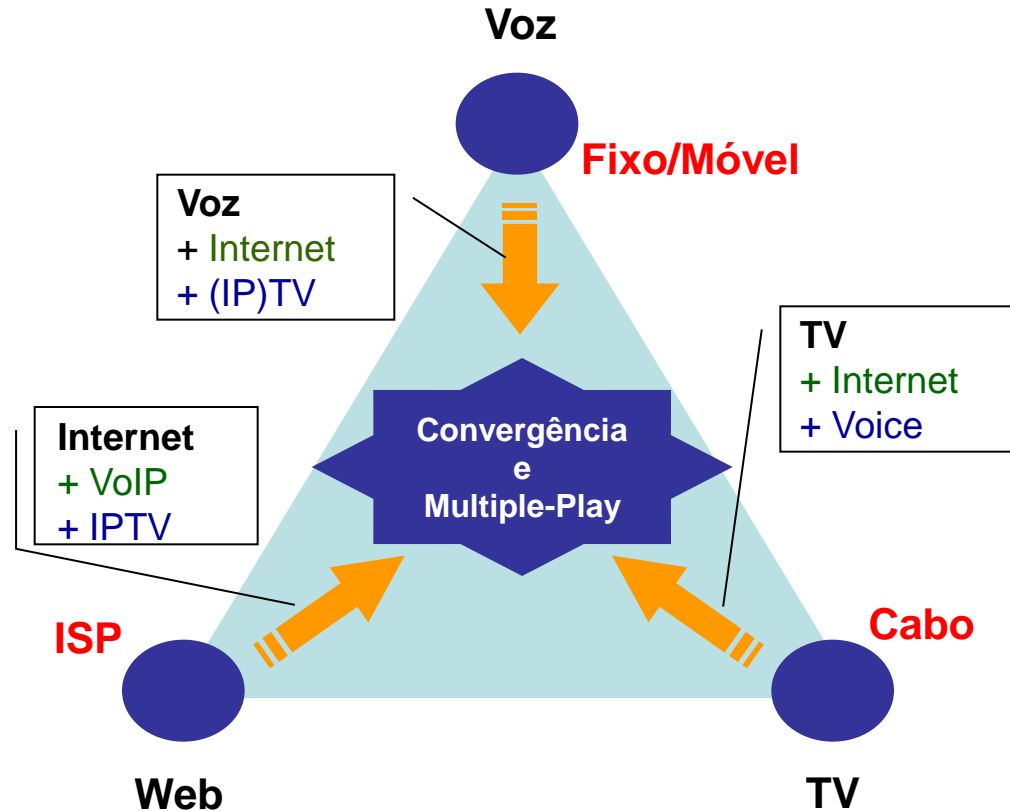 Voz
Fixo/Móvel
Voz
+ Internet
+ (IP)TV
TV
+ Internet
+ Voice
Internet
+ VoIP
+ IPTV
Convergência
e
Multiple-Play
ISP
Cabo
Web
TV